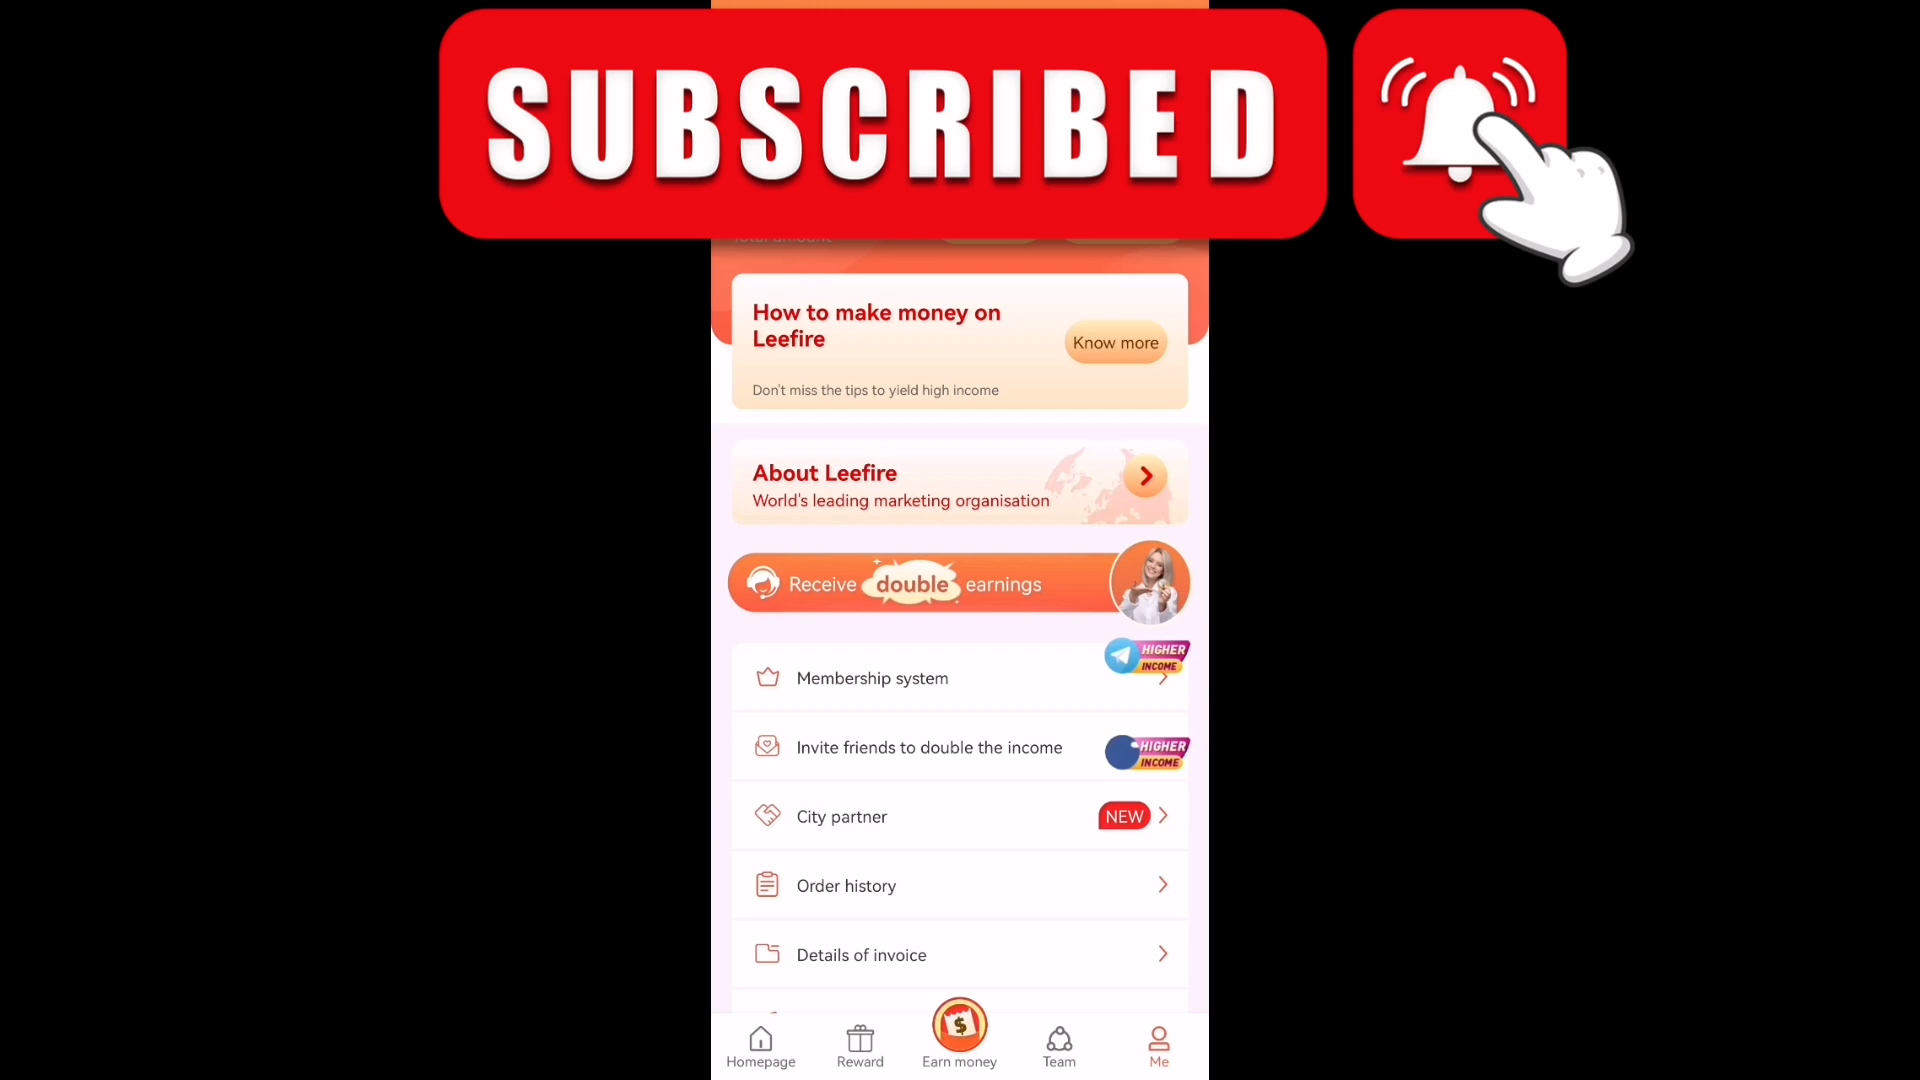 SUBSCRIBED
Total amount
How to make money on
Leefire
Know more
Don't miss the tips to yield high income
About Leefire
World's leading marketing organisation
Receive double earnings
HIGHER
INCOME
Membership system
Invite friends to double the income
HIGHER
INCOME
City partner
NEW
Order history
Details of invoice
$
Homepage
Reward
Earn money
Team
Me